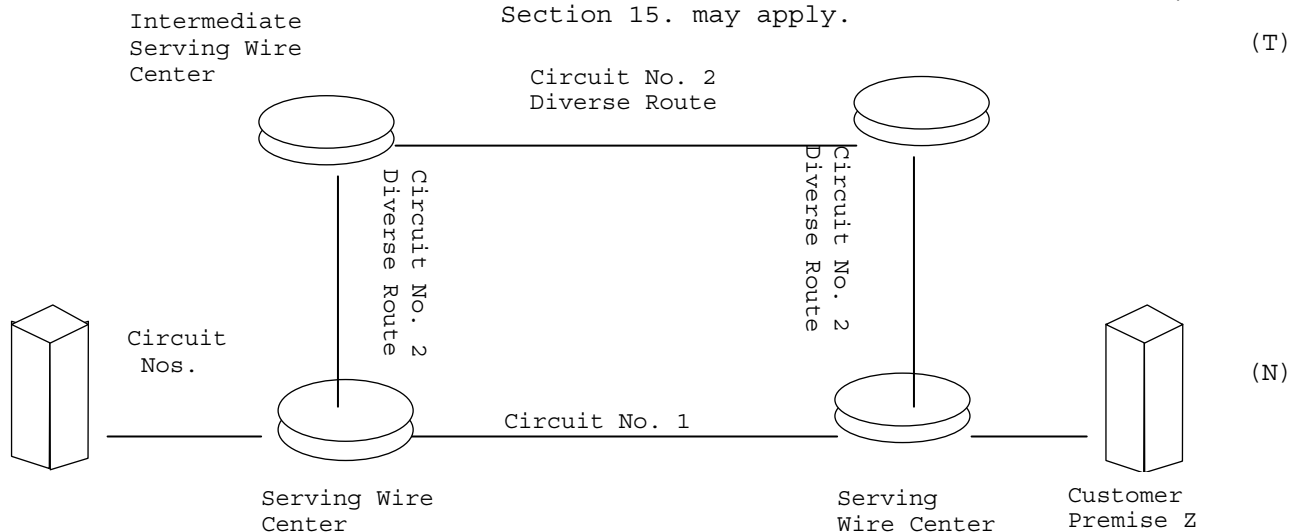 Section 15. may apply.
Intermediate
Serving Wire
Center
(T)
Circuit No. 2
Diverse Route
Circuit No. 2
Diverse Route
Circuit No. 2
Diverse Route
Circuit
Nos.
(N)
Circuit No. 1
Serving Wire
Center
Serving
Wire Center
Customer
Premise Z